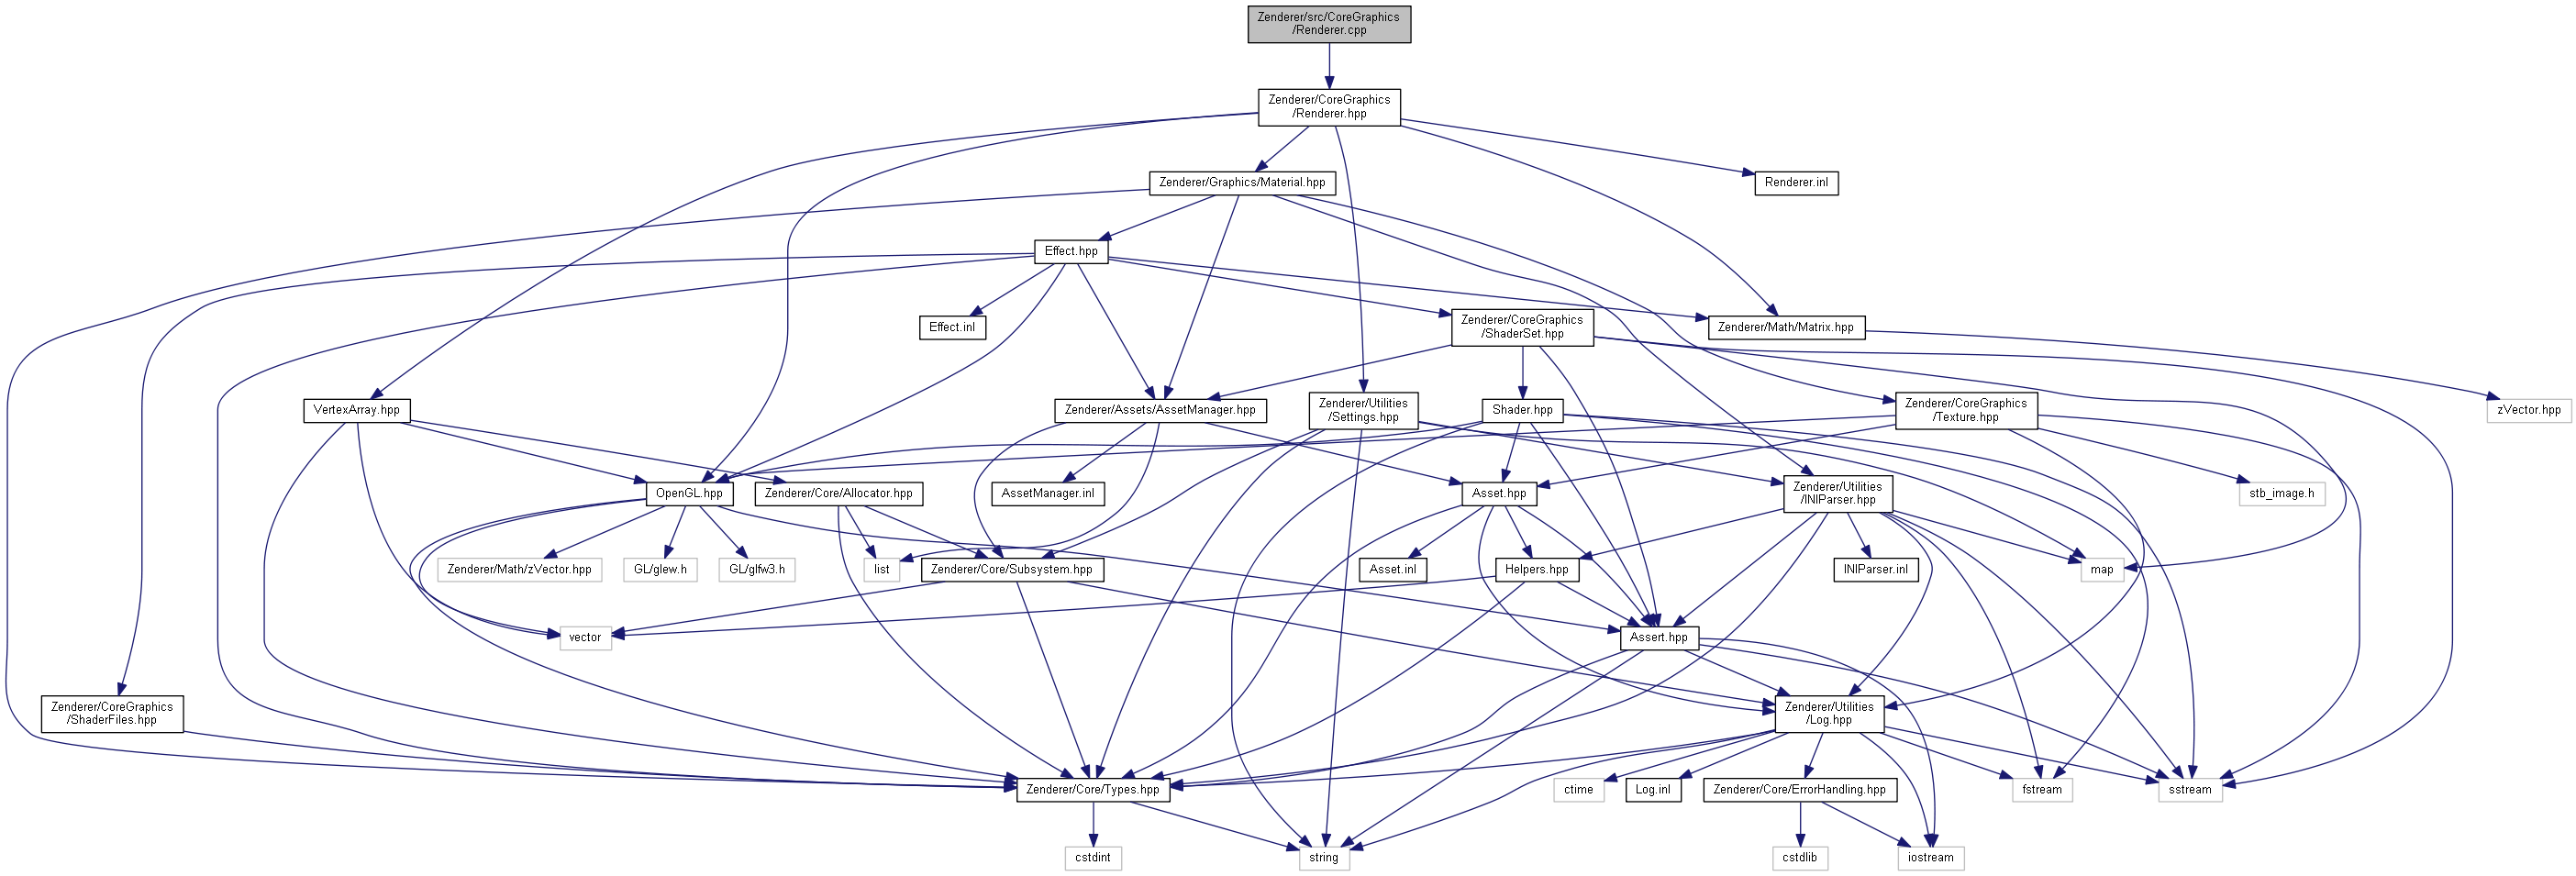 Zenderer/src/CoreGraphics
/Renderer.cpp
Zenderer/CoreGraphics
/Renderer.hpp
Zenderer/Graphics/Material.hpp
Renderer.inl
Effect.hpp
Effect.inl
Zenderer/CoreGraphics
/ShaderSet.hpp
Zenderer/Math/Matrix.hpp
VertexArray.hpp
Zenderer/Assets/AssetManager.hpp
Zenderer/Utilities
/Settings.hpp
Shader.hpp
Zenderer/CoreGraphics
/Texture.hpp
zVector.hpp
OpenGL.hpp
Zenderer/Core/Allocator.hpp
AssetManager.inl
Asset.hpp
Zenderer/Utilities
/INIParser.hpp
stb_image.h
Zenderer/Math/zVector.hpp
GL/glew.h
GL/glfw3.h
list
Zenderer/Core/Subsystem.hpp
Asset.inl
Helpers.hpp
INIParser.inl
map
vector
Assert.hpp
Zenderer/CoreGraphics
/ShaderFiles.hpp
Zenderer/Utilities
/Log.hpp
Zenderer/Core/Types.hpp
ctime
Log.inl
Zenderer/Core/ErrorHandling.hpp
fstream
sstream
cstdint
string
cstdlib
iostream